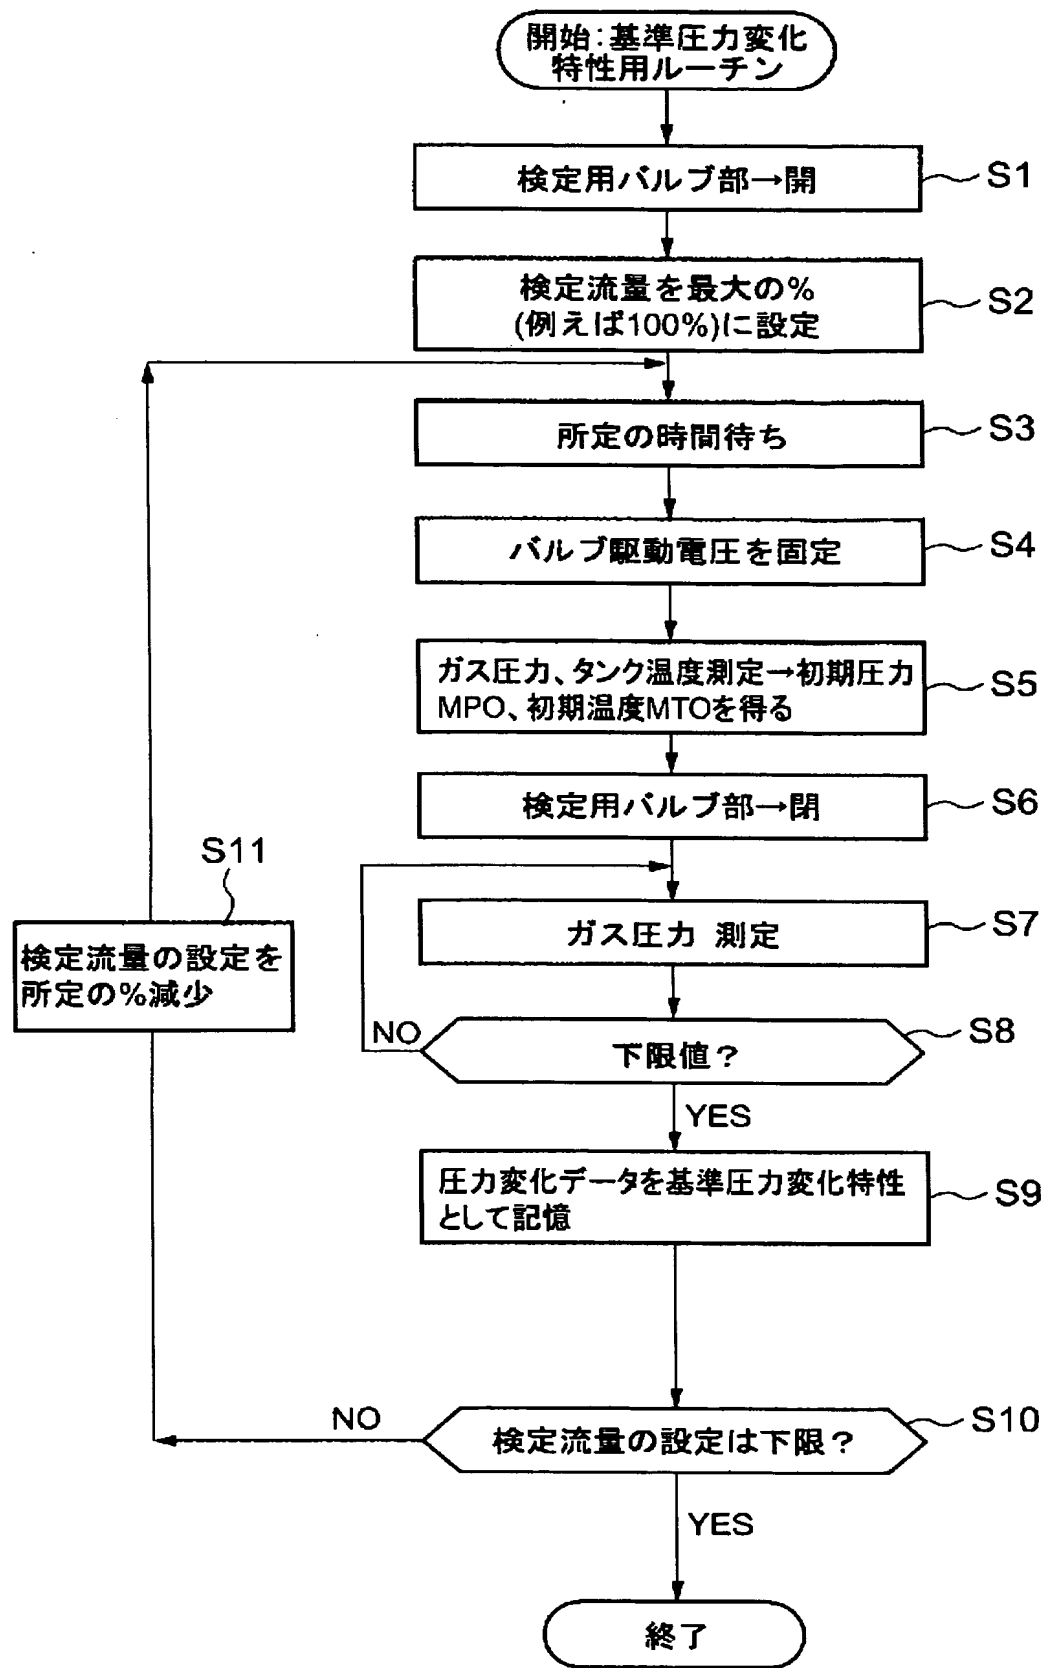 開始:基準圧力変化
特性用ルーチン
検定用バルブ部→開
S1
検定流量を最大の%
(例えば100%)に設定
S2
所定の時間待ち
S3
バルブ駆動電圧を固定
S4
ガス圧力、タンク温度測定→初期圧力
MPO、初期温度MTOを得る
S5
検定用バルブ部→閉
S6
ガス圧力 測定
S7
下限値?
S8
NO
YES
圧力変化データを基準圧力変化特性
として記憶
S9
検定流量の設定は下限?
S10
NO
YES
S11
検定流量の設定を
所定の%減少
終了